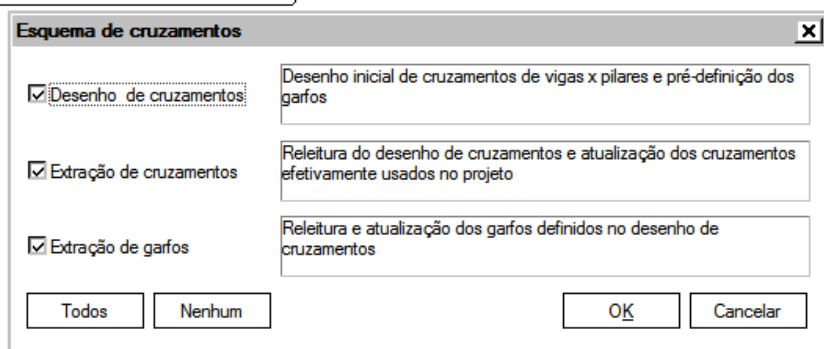 Esquema de cruzamentos
Desenho de cruzamentos
Desenho inicial de cruzamentos de vigas x pilares e pré-definição dos
garfos
Extração de cruzamentos
Releitura do desenho de cruzamentos e atualização dos cruzamentos
efetivamente usados no projeto
Extração de garfos
Releitura e atualização dos garfos definidos no desenho de
cruzamentos
Todos Nenhum OK Cancelar